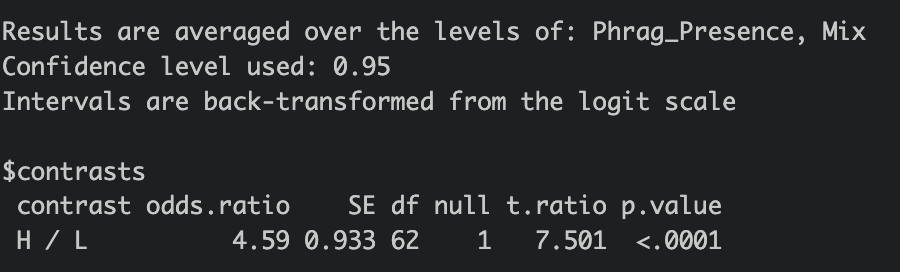 Results are averaged over the levels of: Phrag_Presence, Mix
Confidence level used: 0.95
Intervals are back-transformed from the logit scale
$contrasts
contrast odds.ratio SE df null t.ratio p.value
H / L 4.59 0.933 62 1 7.501 <.0001